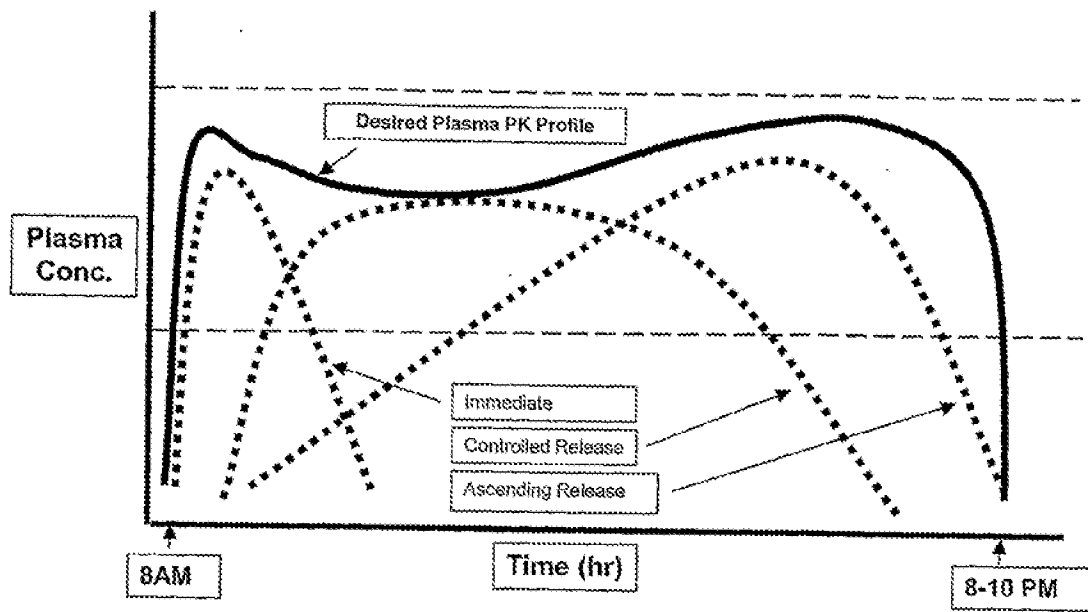 Desired Plasma PK Profile
Plasma
Conc.
Immediate
Controlled Release
Ascending Release
8AM
Time (hr)
8-10 PM